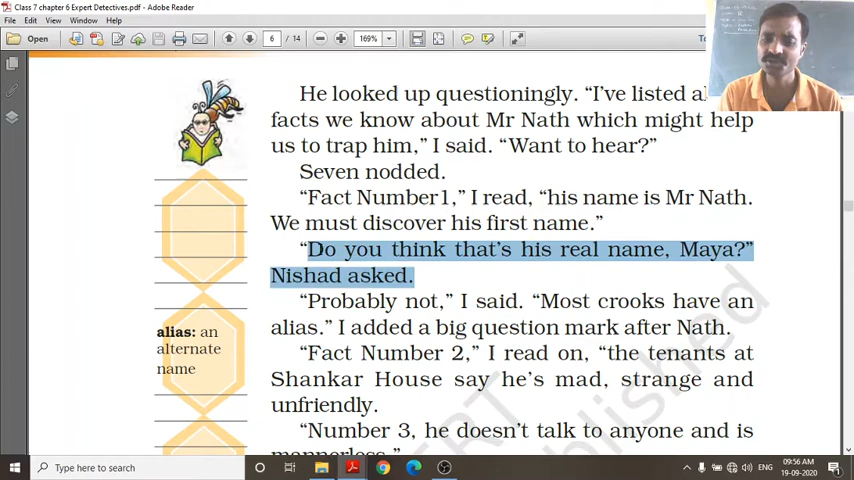 Class 7 chapter 6 Expert Detectives.pdf - Adobe Reader
File Edit View Window Help
Open 6 / 14 169%
He looked up questioningly. “I’ve listed
facts we know about Mr Nath which might help
us to trap him,” I said. “Want to hear?”
Seven nodded.
“Fact Number1,” I read, “his name is Mr Nath.
We must discover his first name.”
“Do you think that’s his real name, Maya?”
Nishad asked.
“Probably not,” I said. “Most crooks have an
alias.” I added a big question mark after Nath.
alias: an
alternate
name
“Fact Number 2,” I read on, “the tenants at
Shankar House say he’s mad, strange and
unfriendly.
“Number 3, he doesn’t talk to anyone and is
mannerless.”
Type here to search
ENG
09:56 AM
19-09-2020